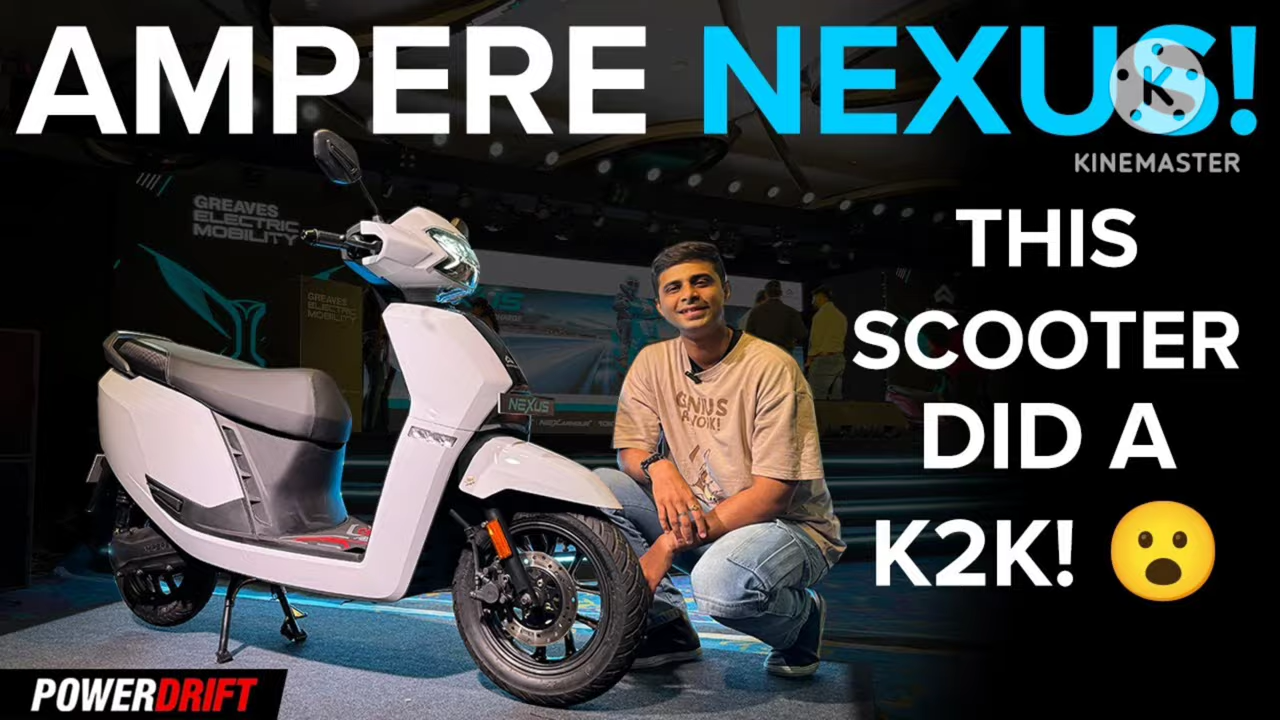 AMPERE NEXUS!
KINEMASTER
GREAVES
ELECTRIC
MOBILITY
GREAVES
ELECTRIC
MOBILITY
NEXUS
THIS
SCOOTER
DID A
K2K! 😮
POWERDRIFT